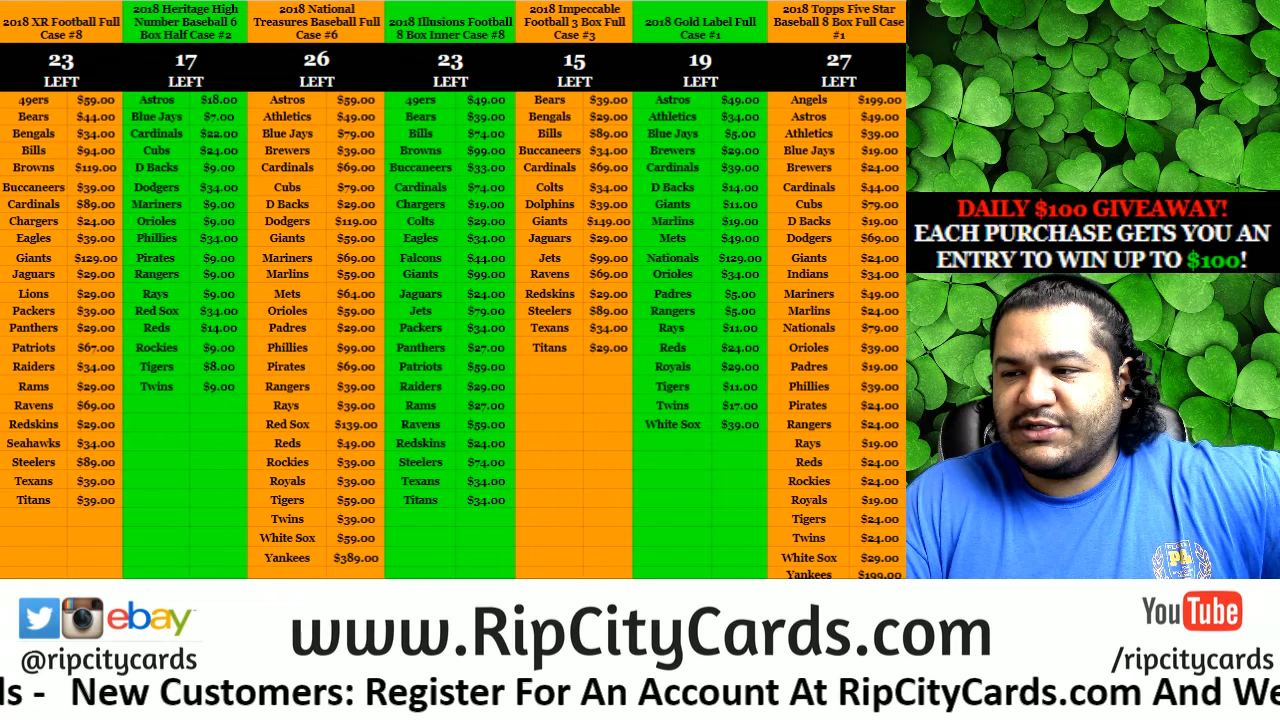 2018 XR Football Full
Case #8
23
LEFT
49ers $59.00
Bears $44.00
Bengals $34.00
Bills $94.00
Browns $119.00
Buccaneers $39.00
Cardinals $89.00
Chargers $24.00
Eagles $39.00
Giants $129.00
Jaguars $29.00
Lions $29.00
Packers $39.00
Panthers $29.00
Patriots $67.00
Raiders $34.00
Rams $29.00
Ravens $69.00
Redskins $29.00
Seahawks $34.00
Steelers $89.00
Texans $39.00
Titans $39.00
2018 Heritage High
Number Baseball 6
Box Half Case #2
17
LEFT
Astros $18.00
Blue Jays $7.00
Cardinals $22.00
Cubs $24.00
D Backs $9.00
Dodgers $34.00
Mariners $9.00
Orioles $9.00
Phillies $34.00
Pirates $9.00
Rangers $9.00
Rays $9.00
Red Sox $34.00
Reds $14.00
Rockies $9.00
Tigers $8.00
Twins $9.00
2018 National
Treasures Baseball Full
Case #6
26
LEFT
Astros $59.00
Athletics $49.00
Blue Jays $79.00
Brewers $39.00
Cardinals $69.00
Cubs $79.00
D Backs $29.00
Dodgers $119.00
Giants $59.00
Mariners $69.00
Marlins $59.00
Mets $64.00
Orioles $59.00
Padres $29.00
Phillies $99.00
Pirates $69.00
Rangers $39.00
Rays $39.00
Red Sox $139.00
Reds $49.00
Rockies $39.00
Royals $39.00
Tigers $59.00
Twins $39.00
White Sox $59.00
Yankees $389.00
2018 Illusions Football
8 Box Inner Case #8
23
LEFT
49ers $49.00
Bears $39.00
Bills $74.00
Browns $99.00
Buccaneers $33.00
Cardinals $74.00
Chargers $19.00
Colts $29.00
Eagles $34.00
Falcons $44.00
Giants $99.00
Jaguars $24.00
Jets $79.00
Packers $34.00
Panthers $27.00
Patriots $59.00
Raiders $29.00
Rams $27.00
Ravens $59.00
Redskins $24.00
Steelers $74.00
Texans $34.00
Titans $34.00
2018 Impeccable
Football 3 Box Full
Case #3
15
LEFT
Bears $39.00
Bengals $29.00
Bills $89.00
Buccaneers $34.00
Cardinals $69.00
Colts $34.00
Dolphins $39.00
Giants $149.00
Jaguars $29.00
Jets $99.00
Ravens $69.00
Redskins $29.00
Steelers $89.00
Texans $34.00
Titans $29.00
2018 Gold Label Full
Case #1
19
LEFT
Astros $49.00
Athletics $34.00
Blue Jays $5.00
Brewers $29.00
Cardinals $39.00
D Backs $14.00
Giants $11.00
Marlins $19.00
Mets $49.00
Nationals $129.00
Orioles $34.00
Padres $5.00
Rangers $5.00
Rays $11.00
Reds $24.00
Royals $29.00
Tigers $11.00
Twins $17.00
White Sox $39.00
2018 Topps Five Star
Baseball 8 Box Full Case
#1
27
LEFT
Angels $199.00
Astros $49.00
Athletics $39.00
Blue Jays $19.00
Brewers $24.00
Cardinals $44.00
Cubs $79.00
D Backs $19.00
Dodgers $69.00
Giants $24.00
Indians $34.00
Mariners $49.00
Marlins $24.00
Nationals $79.00
Orioles $39.00
Padres $19.00
Phillies $39.00
Pirates $24.00
Rangers $24.00
Rays $19.00
Reds $24.00
Rockies $24.00
Royals $19.00
Tigers $24.00
Twins $24.00
White Sox $29.00
Yankees $199.00
DAILY $100 GIVEAWAY!
EACH PURCHASE GETS YOU AN
ENTRY TO WIN UP TO $100!
ebay
@ripcitycards
www.RipCityCards.com
YouTube
/ripcitycards
ds - New Customers: Register For An Account At RipCityCards.com And We